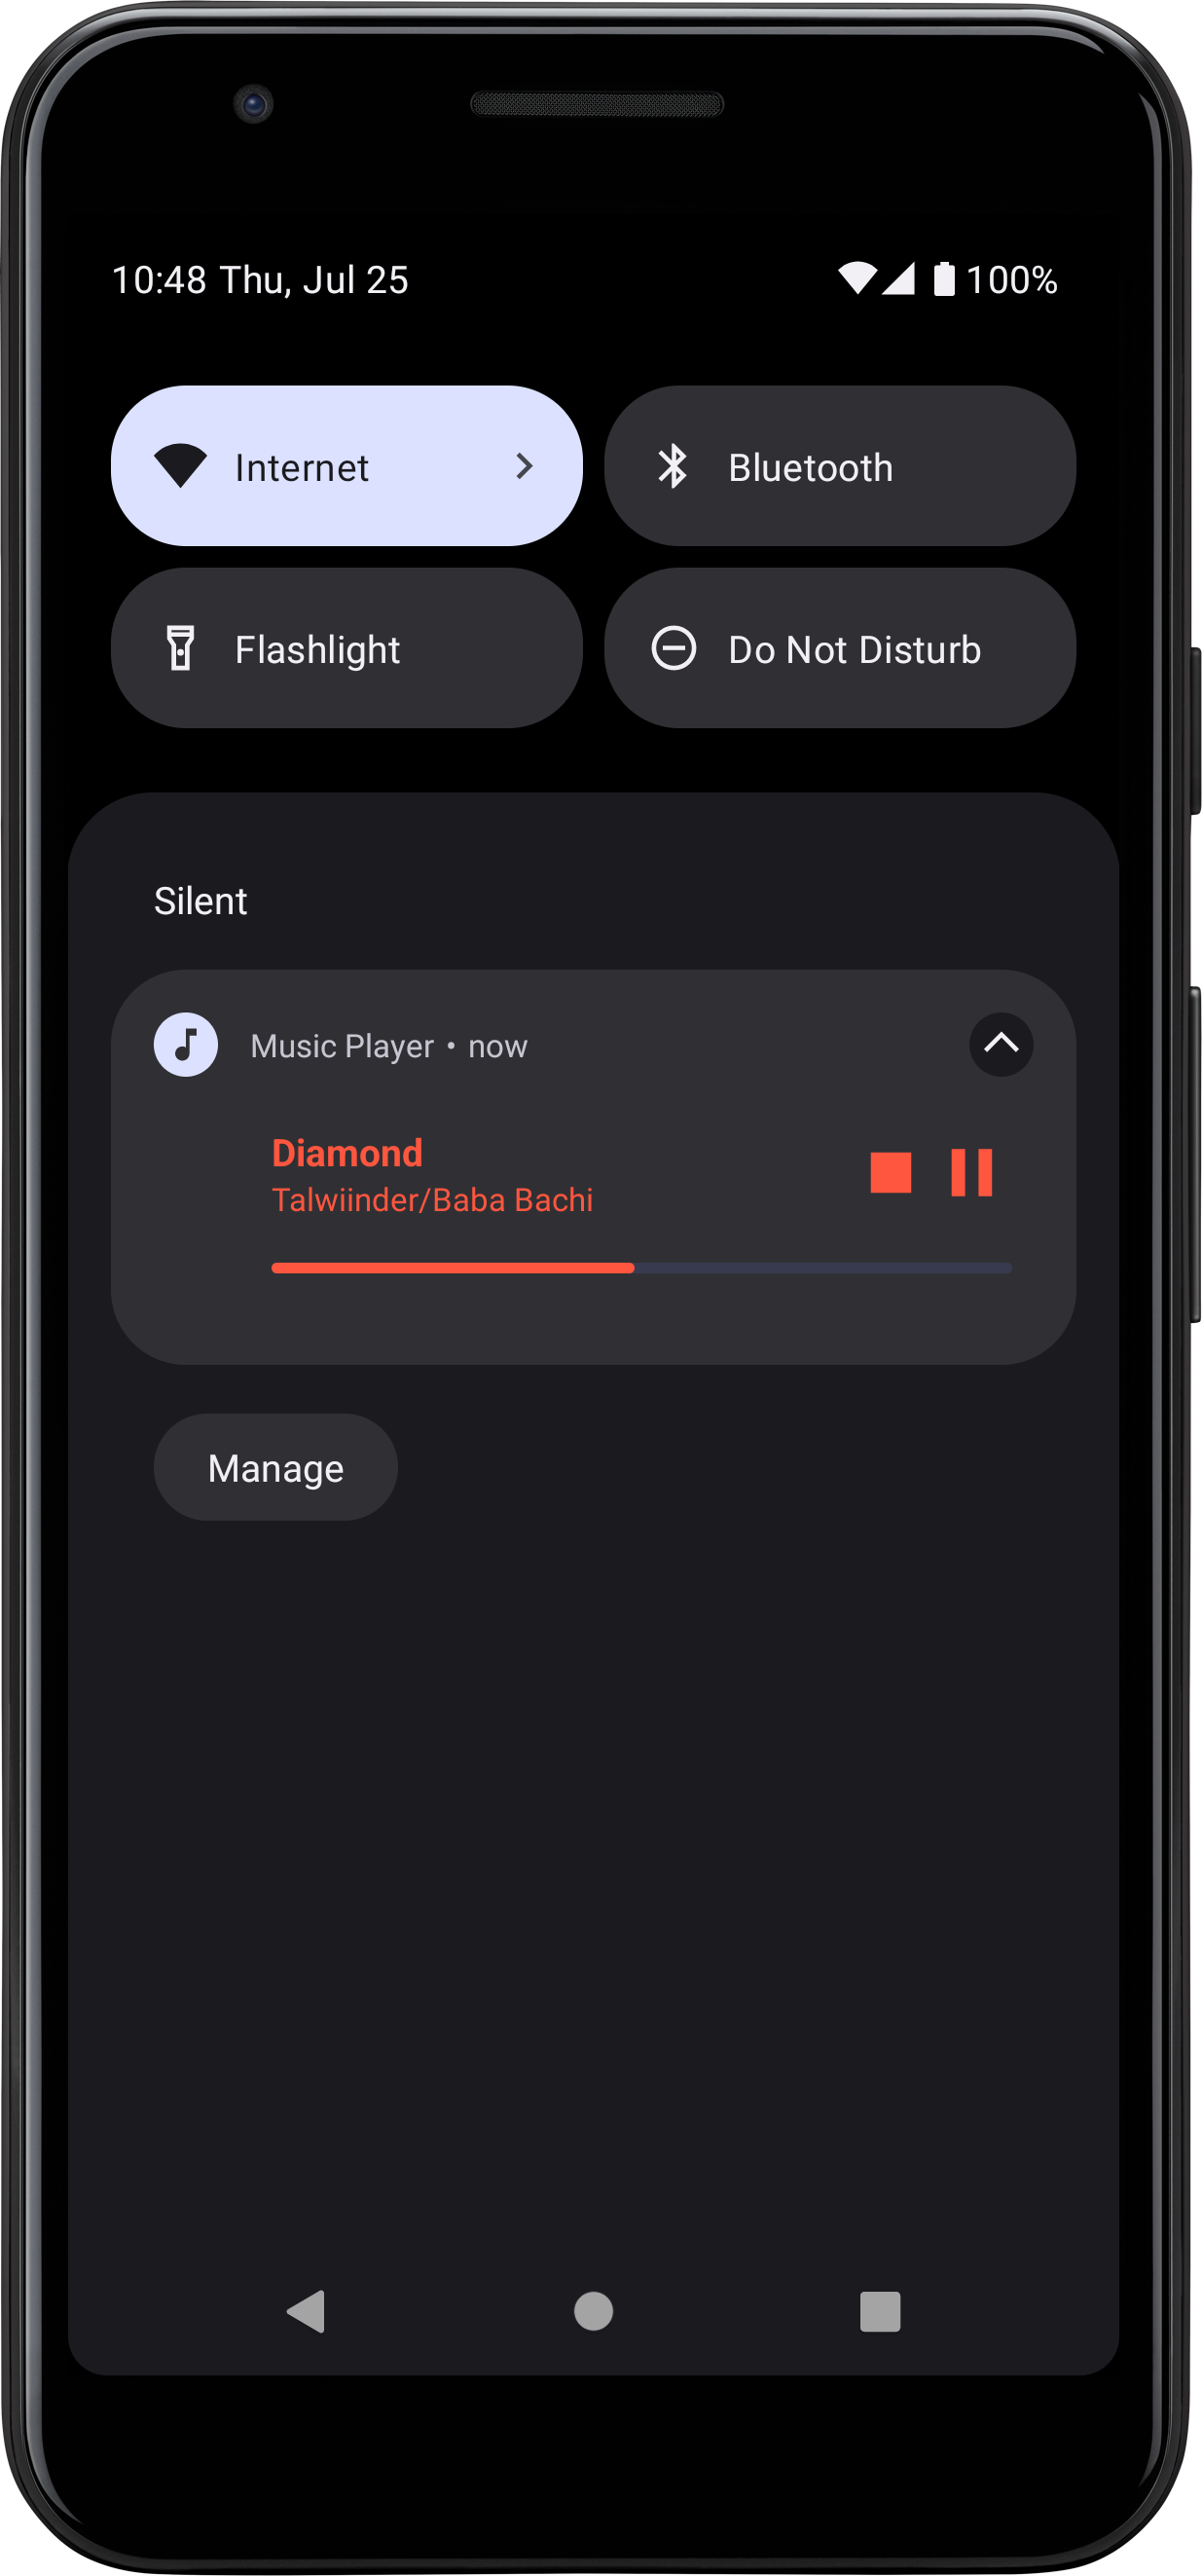 10:48 Thu, Jul 25 100%
Internet
Bluetooth
Flashlight
Do Not Disturb
Silent
Music Player • now
Diamond
Talwiinder/Baba Bachi
Manage